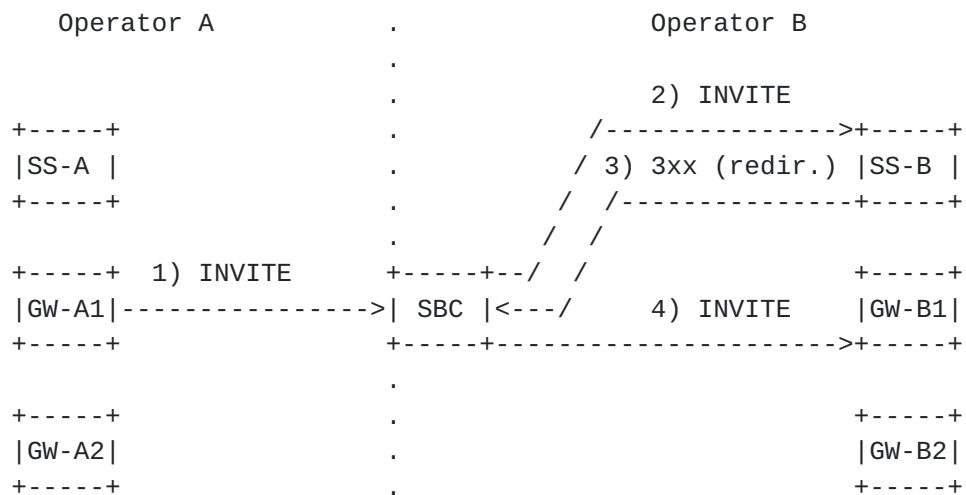 Operator A . Operator B
.
. 2) INVITE
+-----+ . /--------------->+-----+
|SS-A | . / 3) 3xx (redir.) |SS-B |
+-----+ . / /---------------+-----+
. / /
+-----+ 1) INVITE +-----+--/ / +-----+
|GW-A1|---------------->| SBC |<---/ 4) INVITE |GW-B1|
+-----+ +-----+---------------------->+-----+
.
+-----+ . +-----+
|GW-A2| . |GW-B2|
+-----+ . +-----+